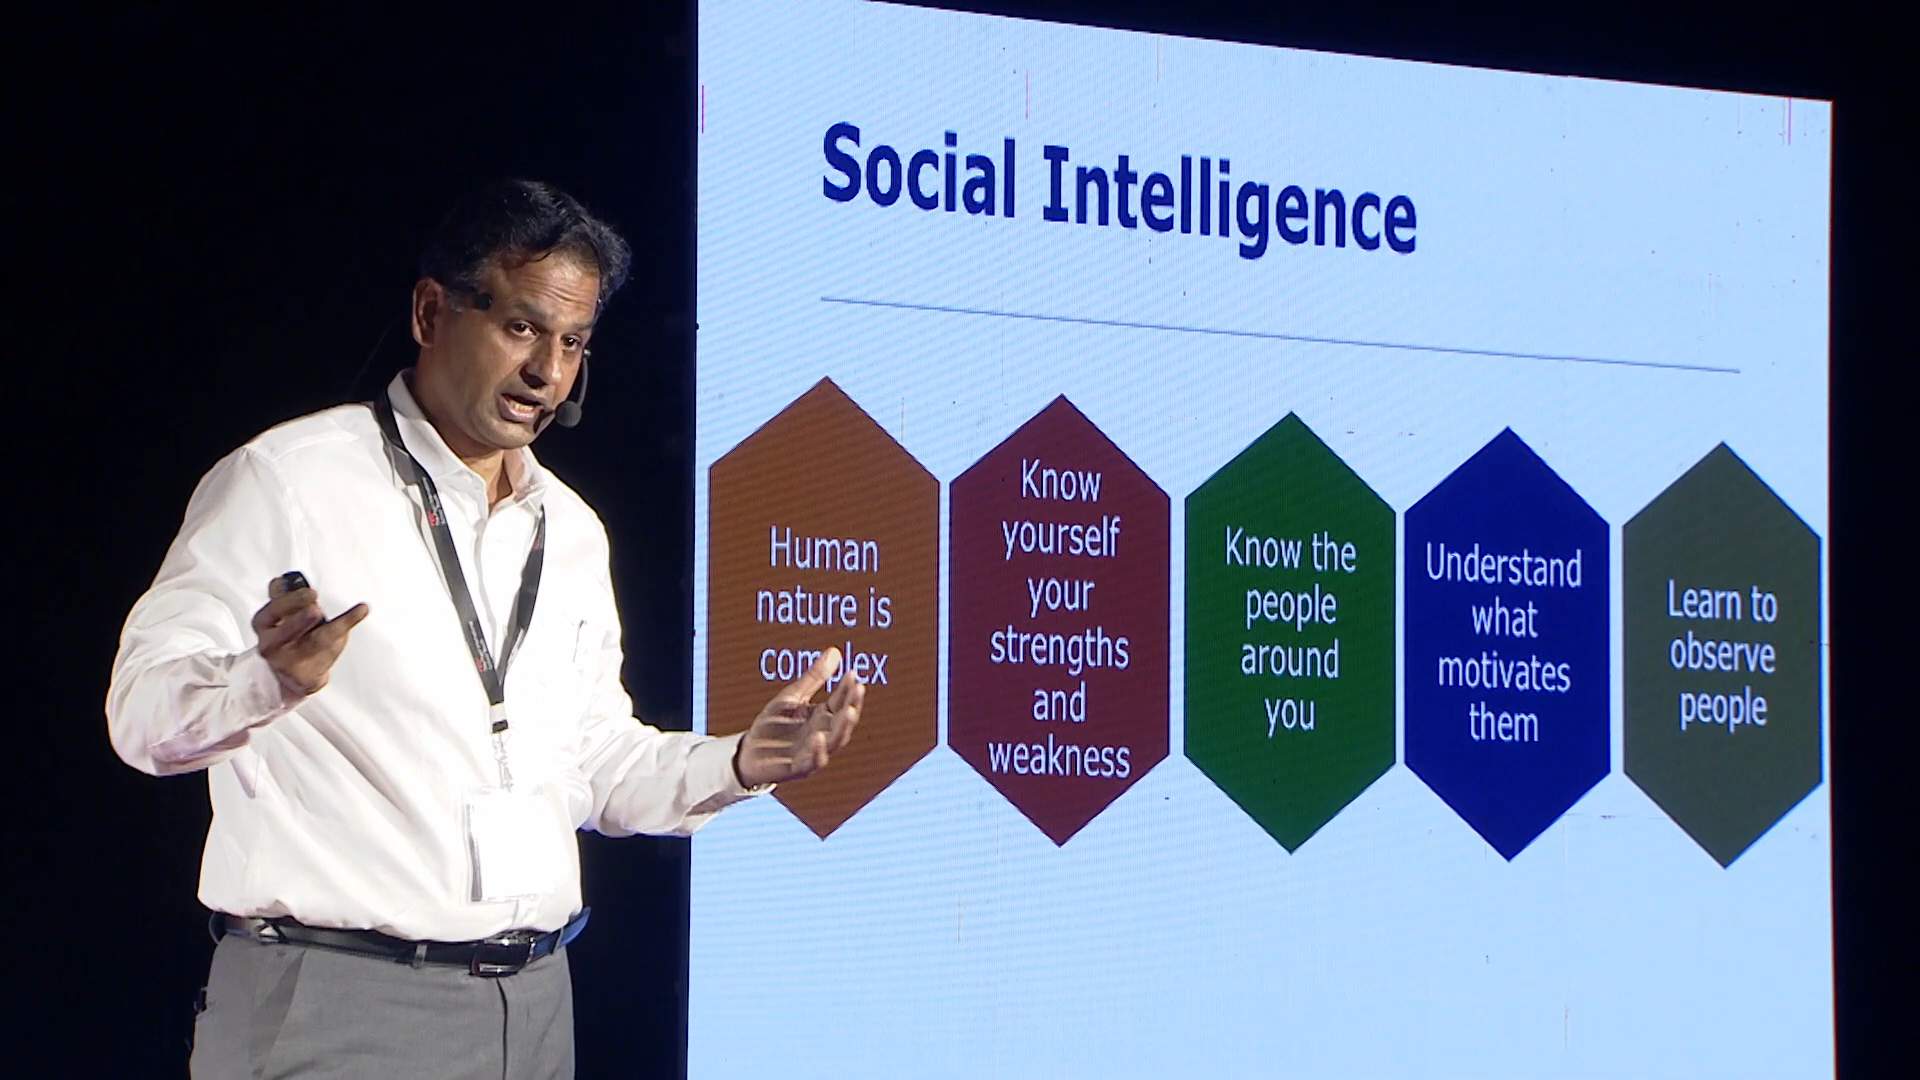 Social Intelligence
Human
nature is
complex
Know
yourself
your
strengths
and
weakness
Know the
people
around
you
Understand
what
motivates
them
Learn to
observe
people